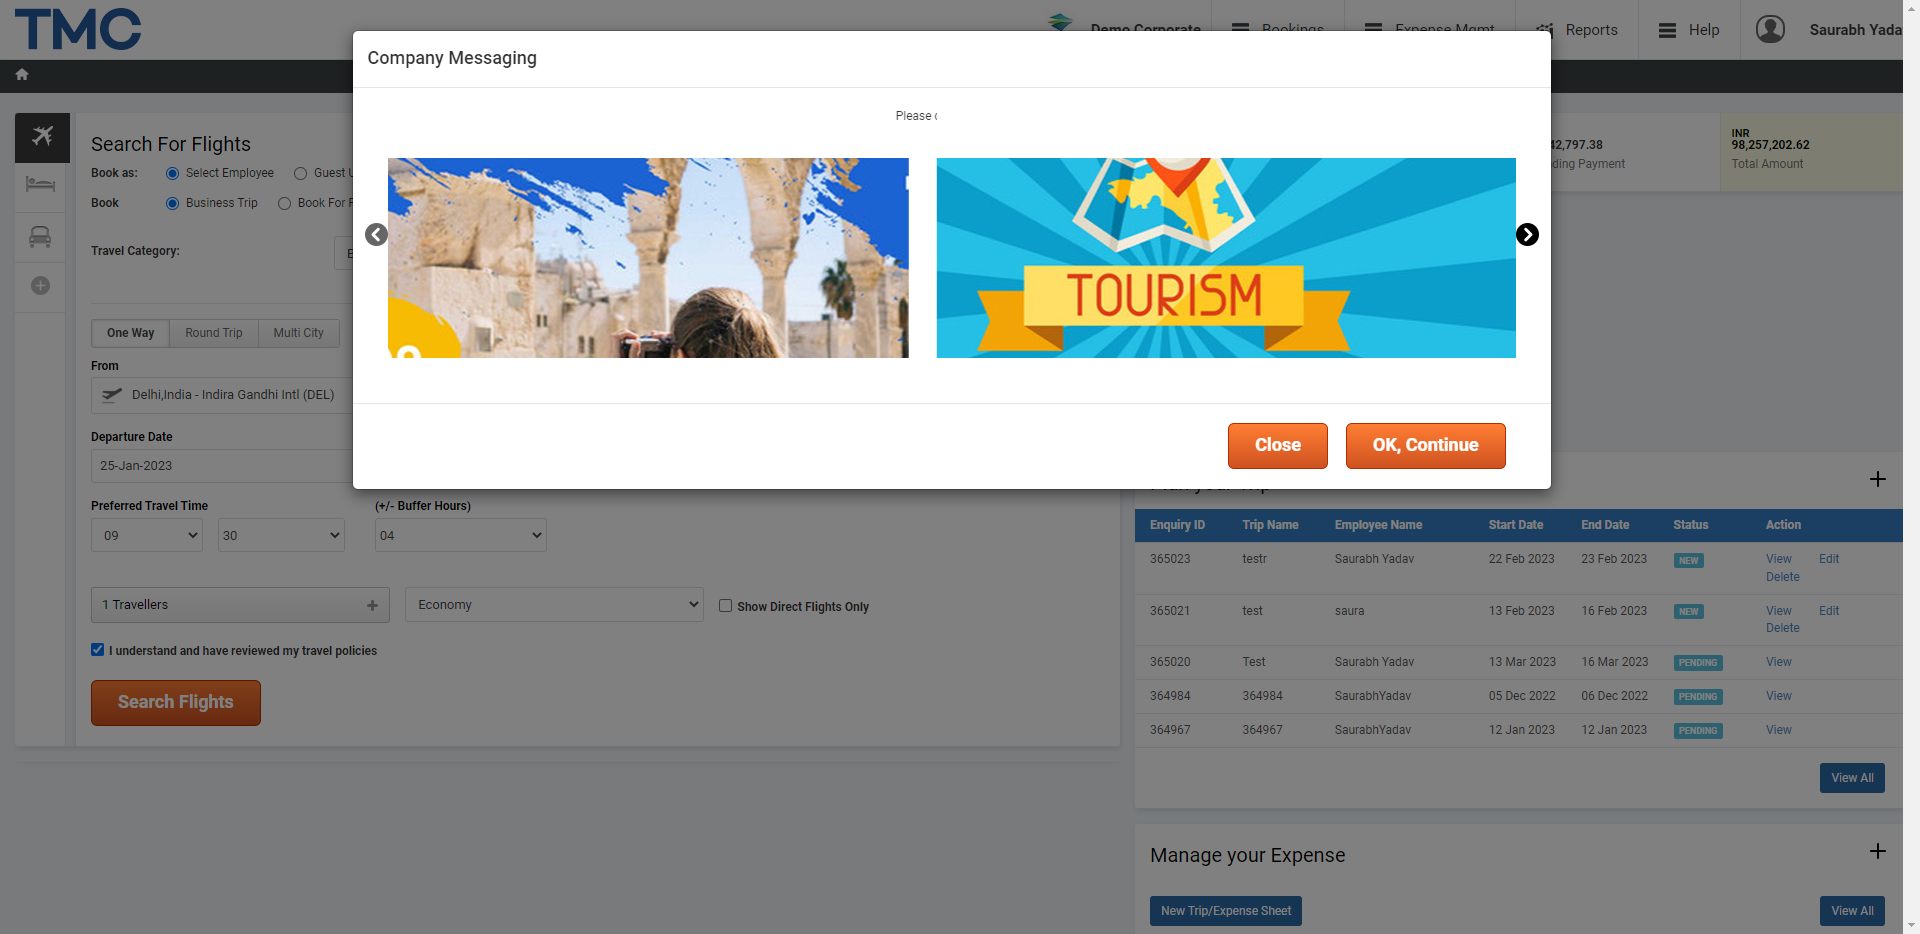 TMC
Demo Corporate
Bookings
Expense Mgmt
Reports
Help
Saurabh Yada
Company Messaging
Please
TOURISM
Close
OK, Continue
Search For Flights
Book as:
Select Employee
Guest
Book
Business Trip
Book For
Travel Category:
One Way
Round Trip
Multi City
From
Delhi,India - Indira Gandhi Intl (DEL)
Departure Date
25-Jan-2023
Preferred Travel Time
(+/- Buffer Hours)
09
30
04
1 Travellers
Economy
Show Direct Flights Only
I understand and have reviewed my travel policies
Search Flights
42,797.38
ding Payment
INR
98,257,202.62
Total Amount
Enquiry ID Trip Name Employee Name Start Date End Date Status Action
365023 testr Saurabh Yadav 22 Feb 2023 23 Feb 2023 NEW View Edit
Delete
365021 test saura 13 Feb 2023 16 Feb 2023 NEW View Edit
Delete
365020 Test Saurabh Yadav 13 Mar 2023 16 Mar 2023 PENDING View
364984 364984 SaurabhYadav 05 Dec 2022 06 Dec 2022 PENDING View
364967 364967 SaurabhYadav 12 Jan 2023 12 Jan 2023 PENDING View
View All
Manage your Expense
New Trip/Expense Sheet
View All